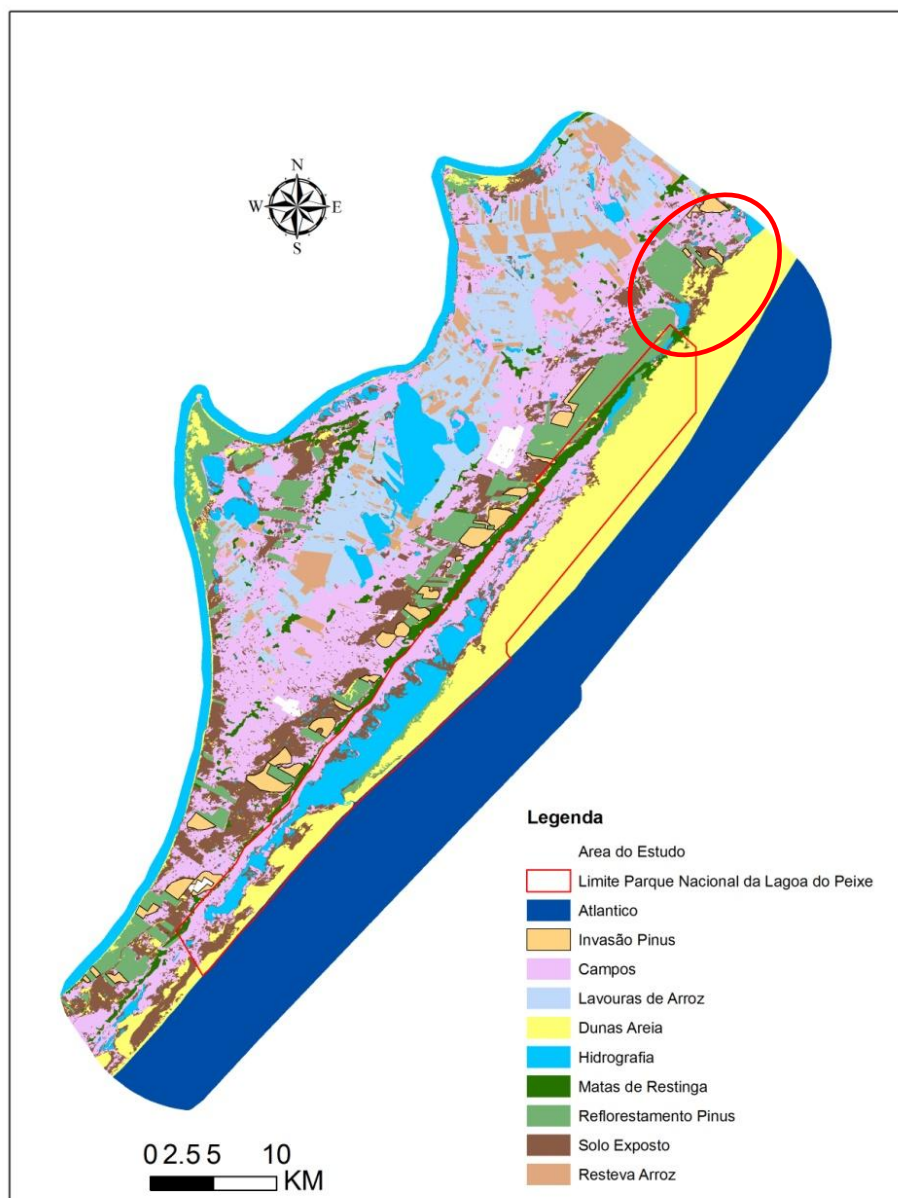 N
W E
S
Legenda
Area do Estudo
Limite Parque Nacional da Lagoa do Peixe
Atlantico
Invasão Pinus
Campos
Lavouras de Arroz
Dunas Areia
Hidrografia
Matas de Restinga
Reflorestamento Pinus
Solo Exposto
Resteva Arroz
0 2.5 5 10
KM